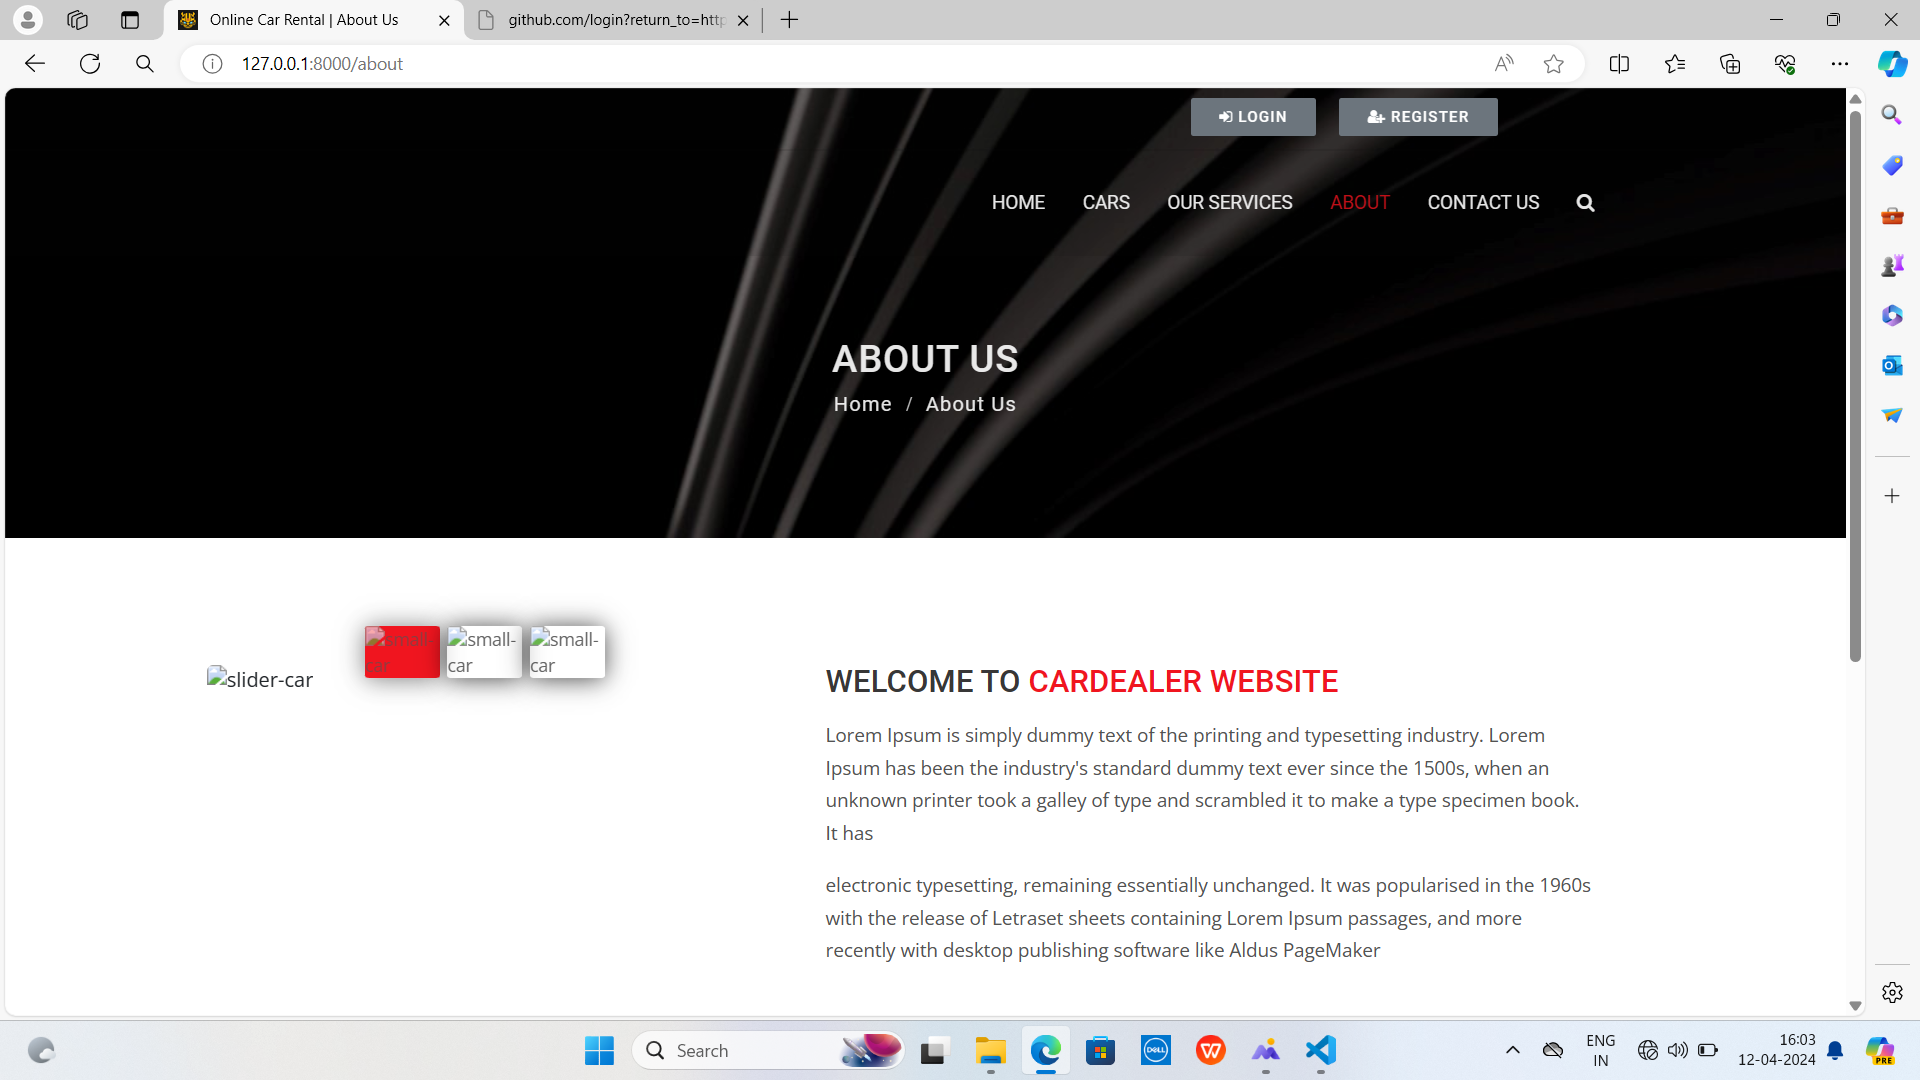 Online Car Rental | About Us
github.com/login?return_to=http
127.0.0.1:8000/about
LOGIN
REGISTER
HOME
CARS
OUR SERVICES
ABOUT
CONTACT US
ABOUT US
Home / About Us
small-
car
small-
car
small-
car
slider-car
WELCOME TO CARDEALER WEBSITE
Lorem Ipsum is simply dummy text of the printing and typesetting industry. Lorem
Ipsum has been the industry's standard dummy text ever since the 1500s, when an
unknown printer took a galley of type and scrambled it to make a type specimen book.
It has
electronic typesetting, remaining essentially unchanged. It was popularised in the 1960s
with the release of Letraset sheets containing Lorem Ipsum passages, and more
recently with desktop publishing software like Aldus PageMaker
Search
DELL
W
ENG
IN
16:03
12-04-2024
PRE